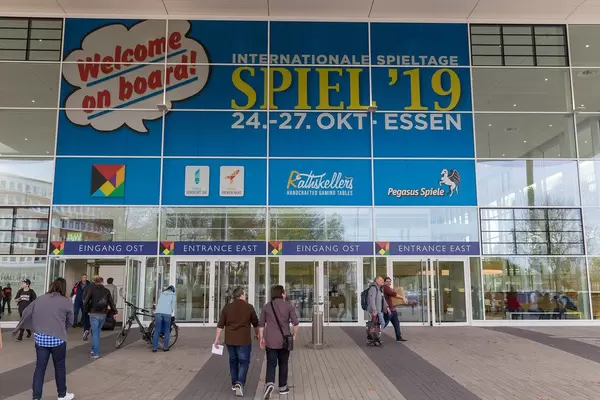 Welcome
on board!
INTERNATIONALE SPIELTAGE
SPIEL '19
24.-27. OKT - ESSEN
Rathskellers
HANDCRAFTED GAMING TABLES
Pegasus Spiele
EINGANG OST
ENTRANCE EAST
EINGANG OST
ENTRANCE EAST